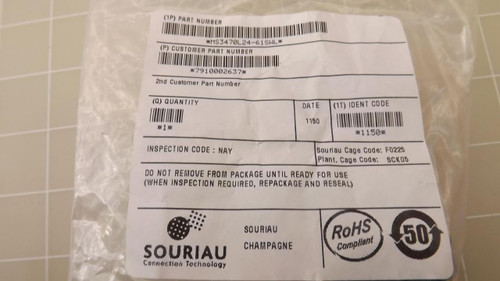 (1P) PART NUMBER
*MS3470L24-61SWL*
(P) CUSTOMER PART NUMBER
*7910002637*
2nd Customer Part Number
(Q) QUANTITY
*1*
DATE
1150
(1T) IDENT CODE
*1150*
INSPECTION CODE : NAY
Souriau Cage Code: F0225
Plant. Cage Code: SCK05
DO NOT REMOVE FROM PACKAGE UNTIL READY FOR USE
(WHEN INSPECTION REQUIRED, REPACKAGE AND RESEAL)
SOURIAU
Connection Technology
SOURIAU
CHAMPAGNE
RoHS
Compliant
50